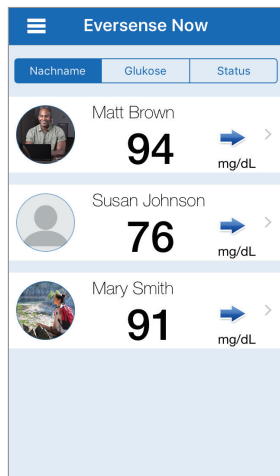 Eversense Now
Nachname Glukose Status
Matt Brown
94
mg/dL
Susan Johnson
76
mg/dL
Mary Smith
91
mg/dL